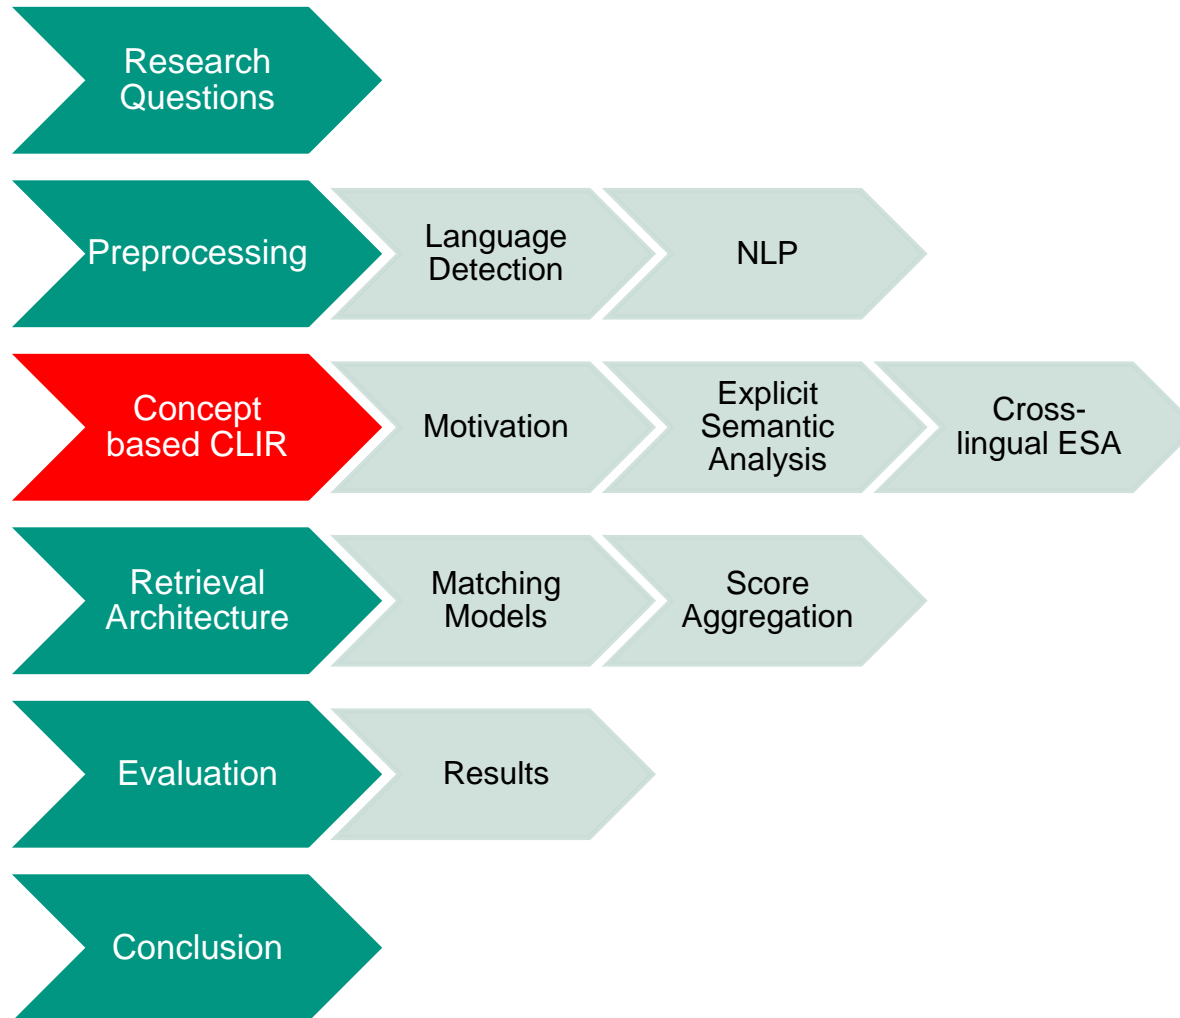 Research
Questions
Preprocessing
Language
Detection
NLP
Concept
based CLIR
Motivation
Explicit
Semantic
Analysis
Cross-
lingual ESA
Retrieval
Architecture
Matching
Models
Score
Aggregation
Evaluation
Results
Conclusion